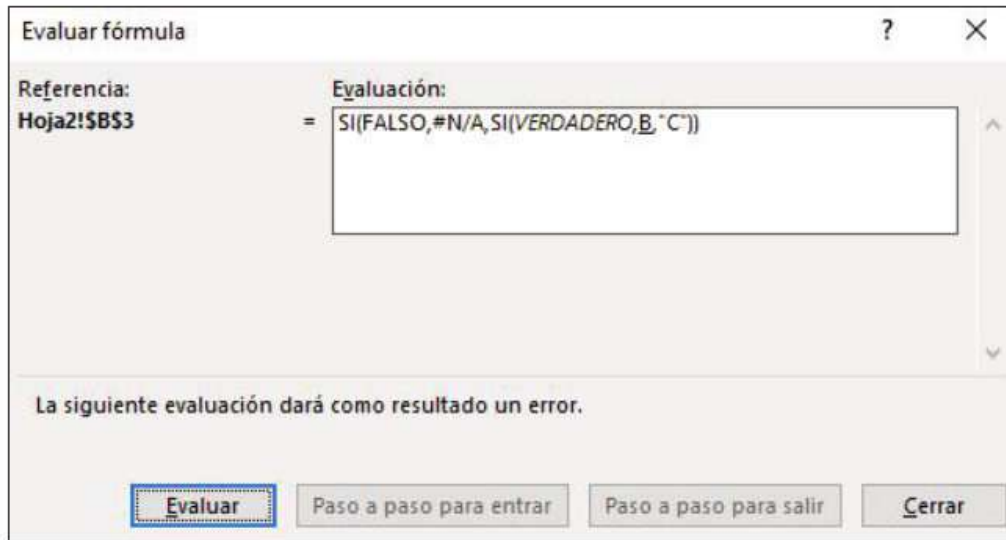 Evaluar fórmula ? ×
Referencia: Evaluación:
Hoja2!$B$3 = SI(FALSO,#N/A,SI(VERDADERO,B,"C"))
La siguiente evaluación dará como resultado un error.
Evaluar Paso a paso para entrar Paso a paso para salir Cerrar